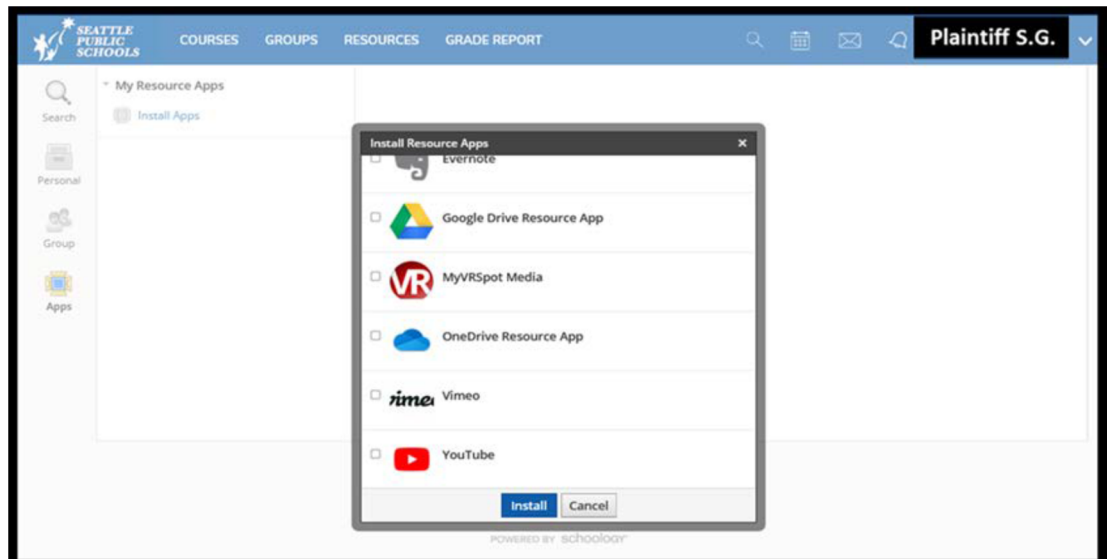 SEATTLE
PUBLIC
SCHOOLS
COURSES GROUPS RESOURCES GRADE REPORT
Plaintiff S.G.
Search
Personal
Group
Apps
My Resource Apps
Install Apps
Install Resource Apps ×
Evernote
Google Drive Resource App
VR MyVRSpot Media
OneDrive Resource App
Vimeo
YouTube
Install Cancel
POWERED BY schoology